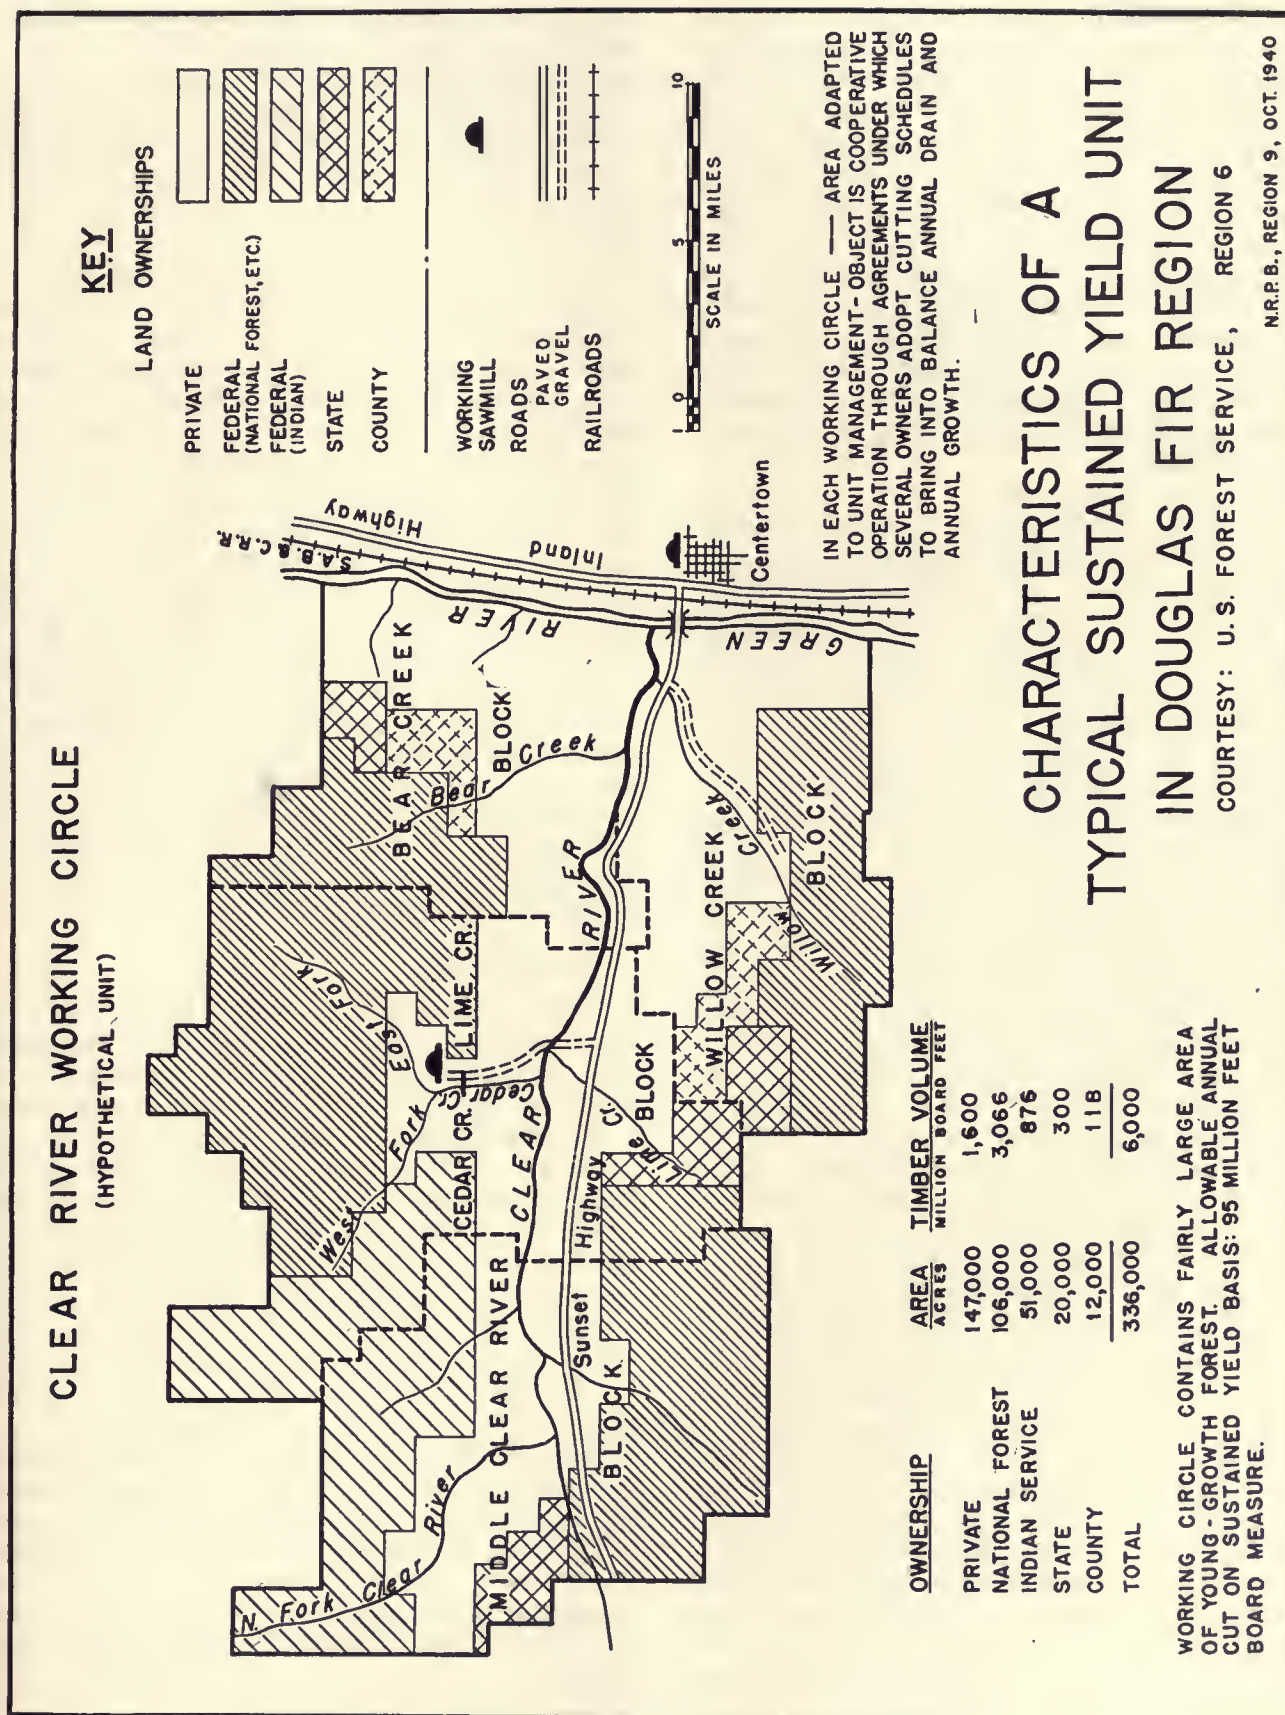 CLEAR RIVER WORKING CIRCLE
(HYPOTHETICAL UNIT)
KEY
LAND OWNERSHIPS
PRIVATE
FEDERAL
(NATIONAL FOREST, ETC.)
FEDERAL
(INDIAN)
STATE
COUNTY
WORKING
SAWMILL
ROADS
PAVED
GRAVEL
RAILROADS
1 0 5 10
SCALE IN MILES
N. Fork Clear River
West Fork
East Fork
Cedar Cr.
Lime Cr.
Bear Creek
Willow Creek
CLEAR RIVER
GREEN RIVER
Sunset Highway
Inland Highway
S.A.B. & C.R.R.
Centertown
MIDDLE CLEAR RIVER
BLOCK
CEDAR CR. LIME CR.
BLOCK
BEAR CREEK
BLOCK
WILLOW CREEK
BLOCK
IN EACH WORKING CIRCLE — AREA ADAPTED
TO UNIT MANAGEMENT - OBJECT IS COOPERATIVE
OPERATION THROUGH AGREEMENTS UNDER WHICH
SEVERAL OWNERS ADOPT CUTTING SCHEDULES
TO BRING INTO BALANCE ANNUAL DRAIN AND
ANNUAL GROWTH.
OWNERSHIP AREA TIMBER VOLUME
ACRES MILLION BOARD FEET
PRIVATE 147,000 1,600
NATIONAL FOREST 106,000 3,066
INDIAN SERVICE 51,000 876
STATE 20,000 300
COUNTY 12,000 118
TOTAL 336,000 6,000
WORKING CIRCLE CONTAINS FAIRLY LARGE AREA
OF YOUNG-GROWTH FOREST. ALLOWABLE ANNUAL
CUT ON SUSTAINED YIELD BASIS: 95 MILLION FEET
BOARD MEASURE.
CHARACTERISTICS OF A
TYPICAL SUSTAINED YIELD UNIT
IN DOUGLAS FIR REGION
COURTESY: U.S. FOREST SERVICE, REGION 6
N.R.P.B., REGION 9, OCT. 1940